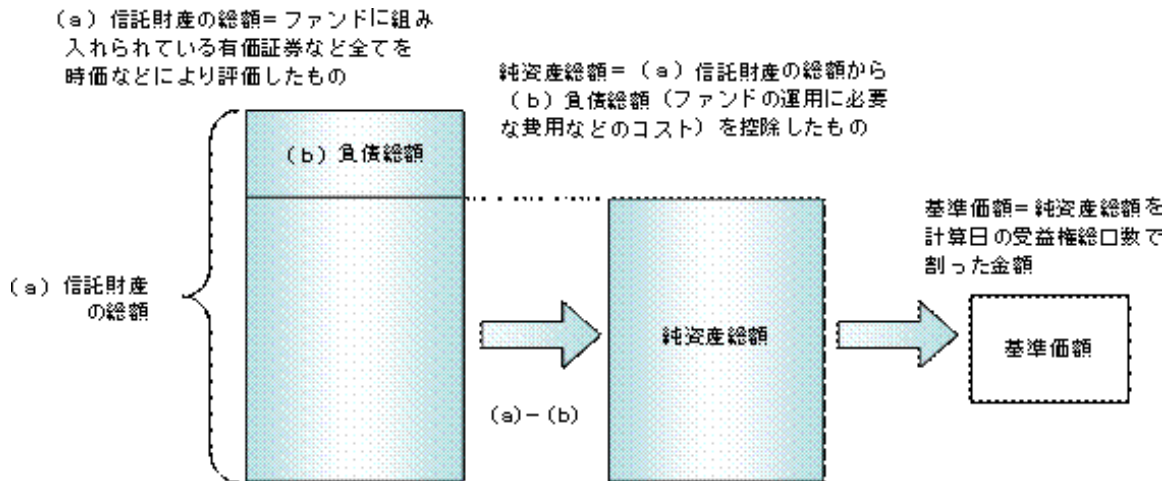 (a)信託財産の総額=ファンドに組み
入れられている有価証券など全てを
時価などにより評価したもの
純資産総額=(a)信託財産の総額から
(b)負債総額(ファンドの運用に必要
な費用などのコスト)を控除したもの
(b)負債総額
基準価額=純資産総額を
計算日の受益権総口数で
割った金額
(a)信託財産
の総額
純資産総額
基準価額
(a)-(b)